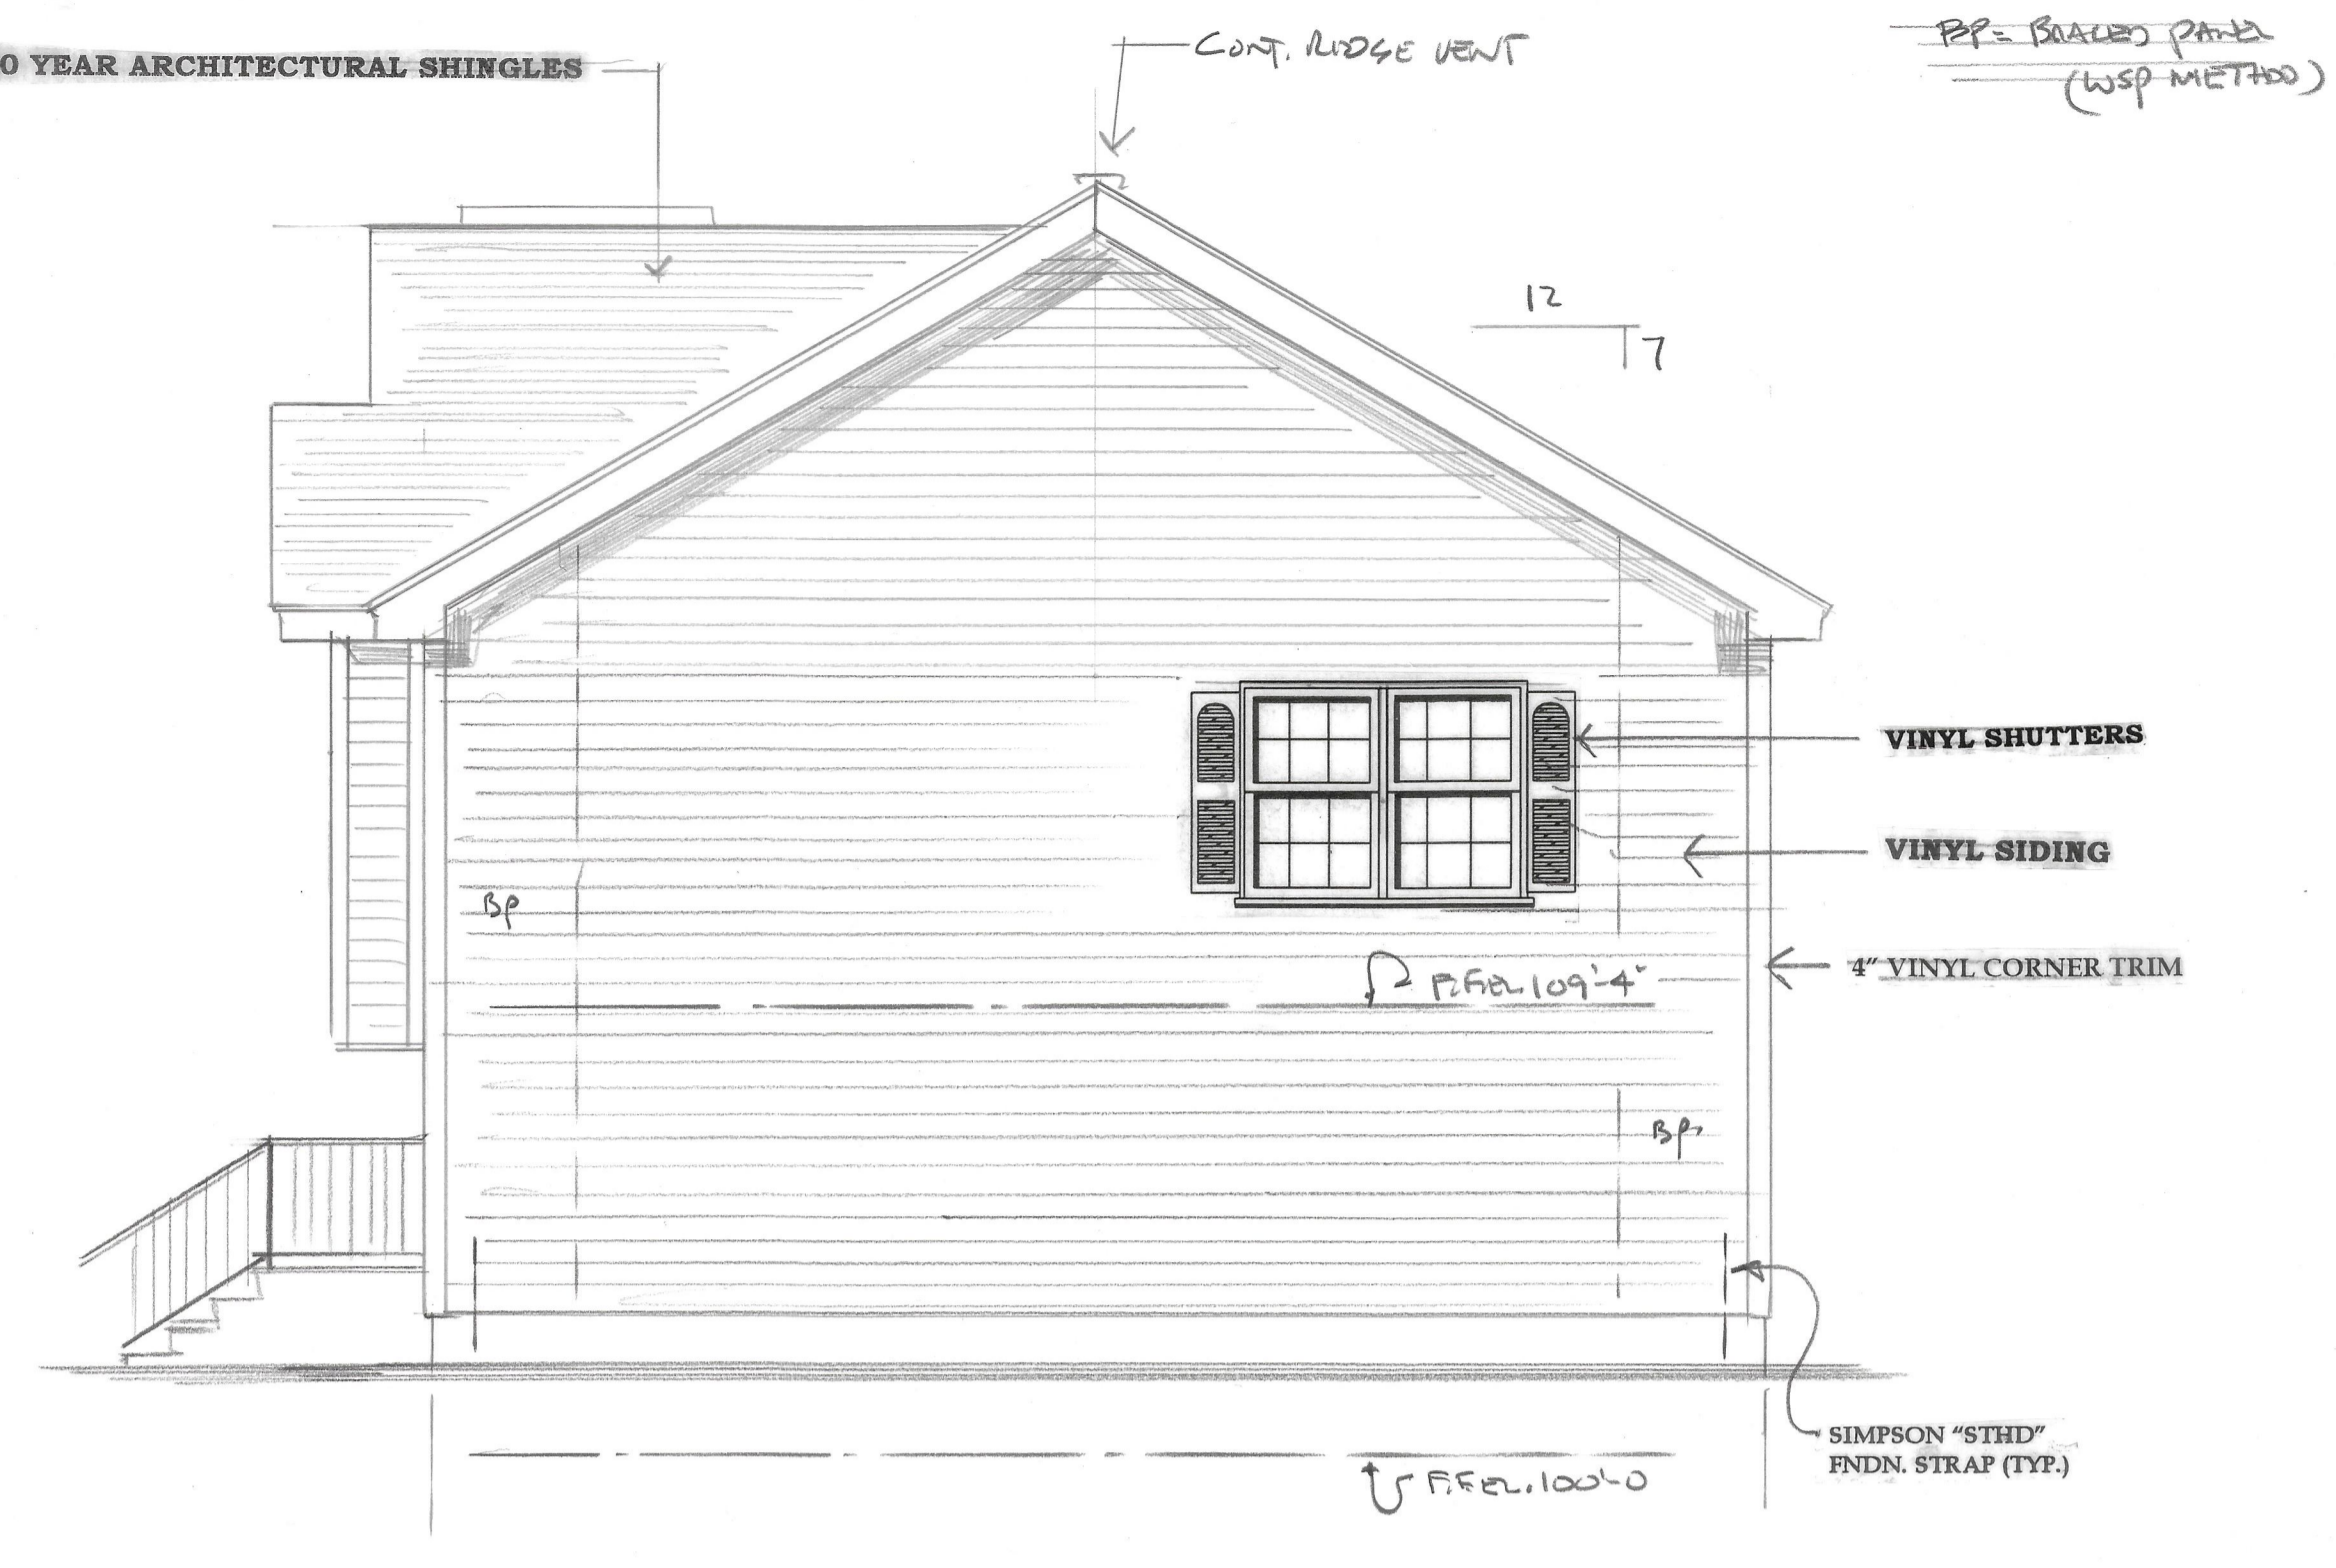 0 YEAR ARCHITECTURAL SHINGLES
CONT. RIDGE VENT
BP = BRACED PANEL
(WSP METHOD)
12
7
VINYL SHUTTERS
VINYL SIDING
BP
F.F.EL. 109'-4"
4" VINYL CORNER TRIM
BP
SIMPSON “STHD”
FNDN. STRAP (TYP.)
F.F.EL. 100'-0